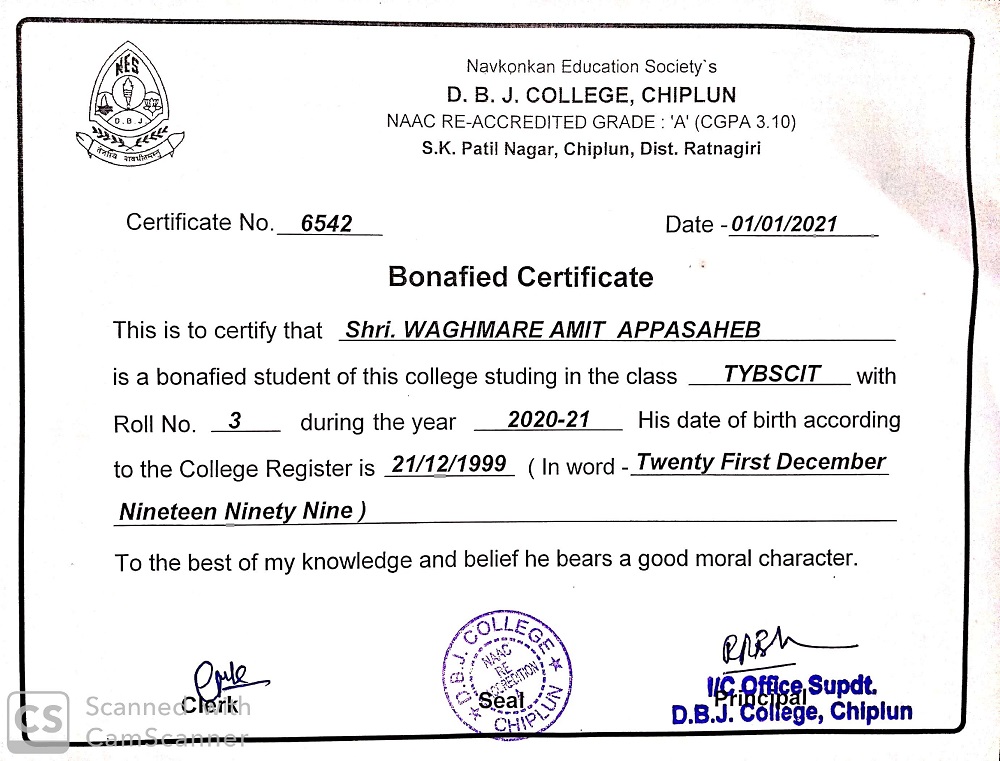 NES
D. B. J
Navkonkan Education Society`s
D. B. J. COLLEGE, CHIPLUN
NAAC RE-ACCREDITED GRADE : 'A' (CGPA 3.10)
S.K. Patil Nagar, Chiplun, Dist. Ratnagiri
Certificate No. 6542
Date - 01/01/2021
Bonafied Certificate
This is to certify that Shri. WAGHMARE AMIT APPASAHEB
is a bonafied student of this college studing in the class TYBSCIT with
Roll No. 3 during the year 2020-21 His date of birth according
to the College Register is 21/12/1999 ( In word - Twenty First December
Nineteen Ninety Nine )
To the best of my knowledge and belief he bears a good moral character.
Clerk
D.B.J. COLLEGE
CHIPLUN
NAAC
RE
ACCREDITION
Seal
I/C Office Supdt.
Principal
D.B.J. College, Chiplun
CS Scanned with
CamScanner